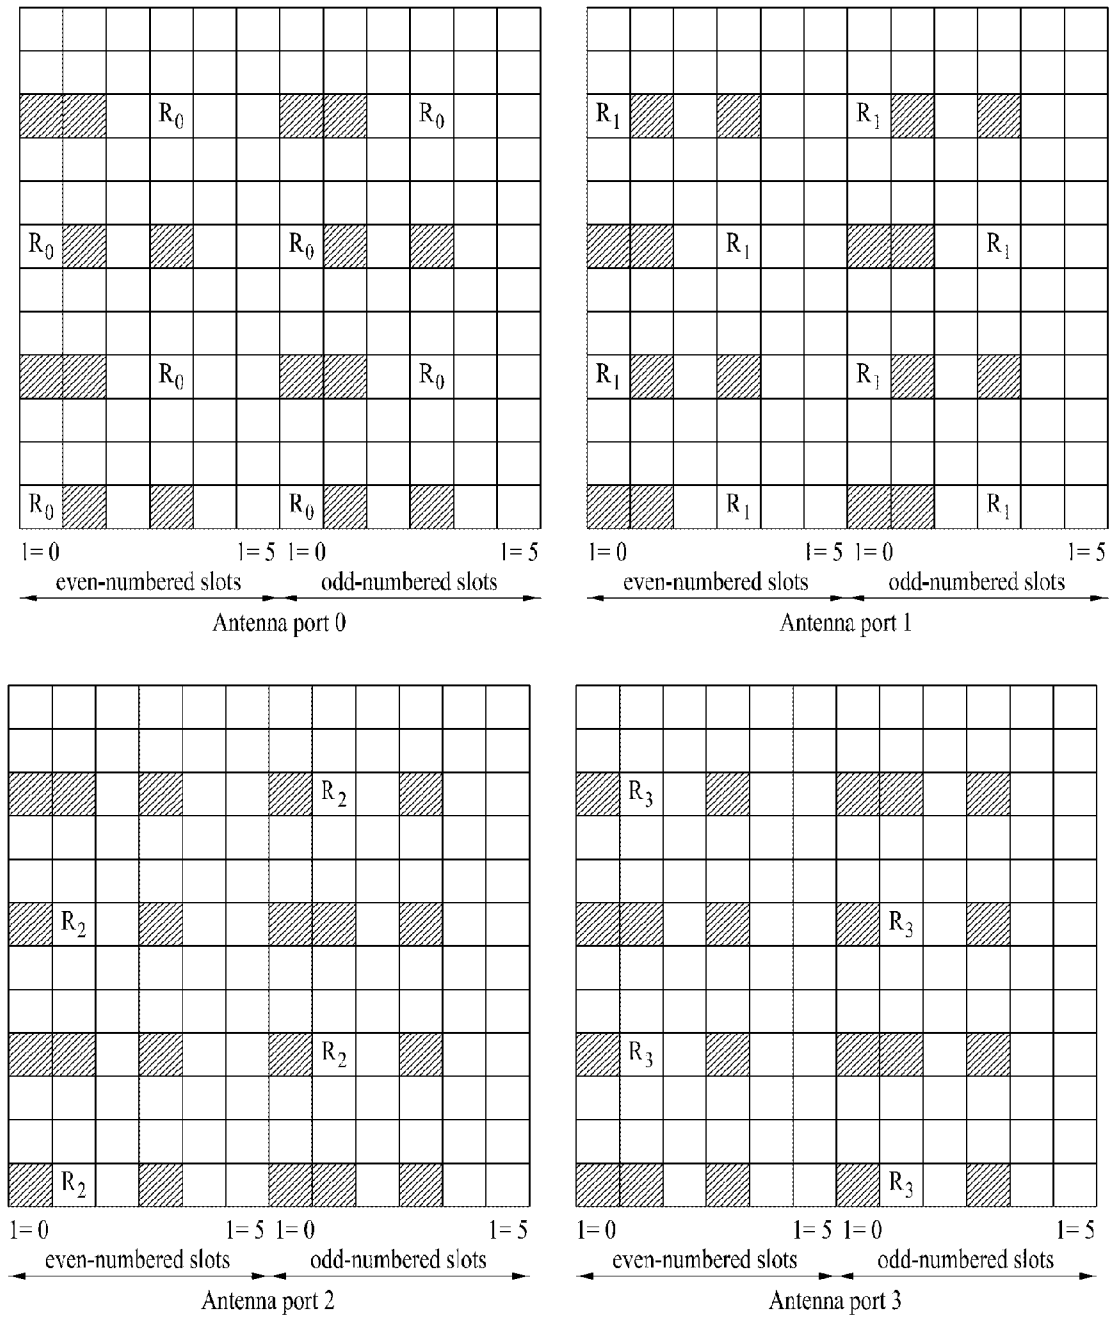 R0 R0
R0 R0
R0 R0
R0 R0
l= 0 l= 5 l= 0 l= 5
even-numbered slots odd-numbered slots
Antenna port 0
R1 R1
R1 R1
R1 R1
R1 R1
l= 0 l= 5 l= 0 l= 5
even-numbered slots odd-numbered slots
Antenna port 1
R2
R2
R2
R2
l= 0 l= 5 l= 0 l= 5
even-numbered slots odd-numbered slots
Antenna port 2
R3
R3
R3
R3
l= 0 l= 5 l= 0 l= 5
even-numbered slots odd-numbered slots
Antenna port 3